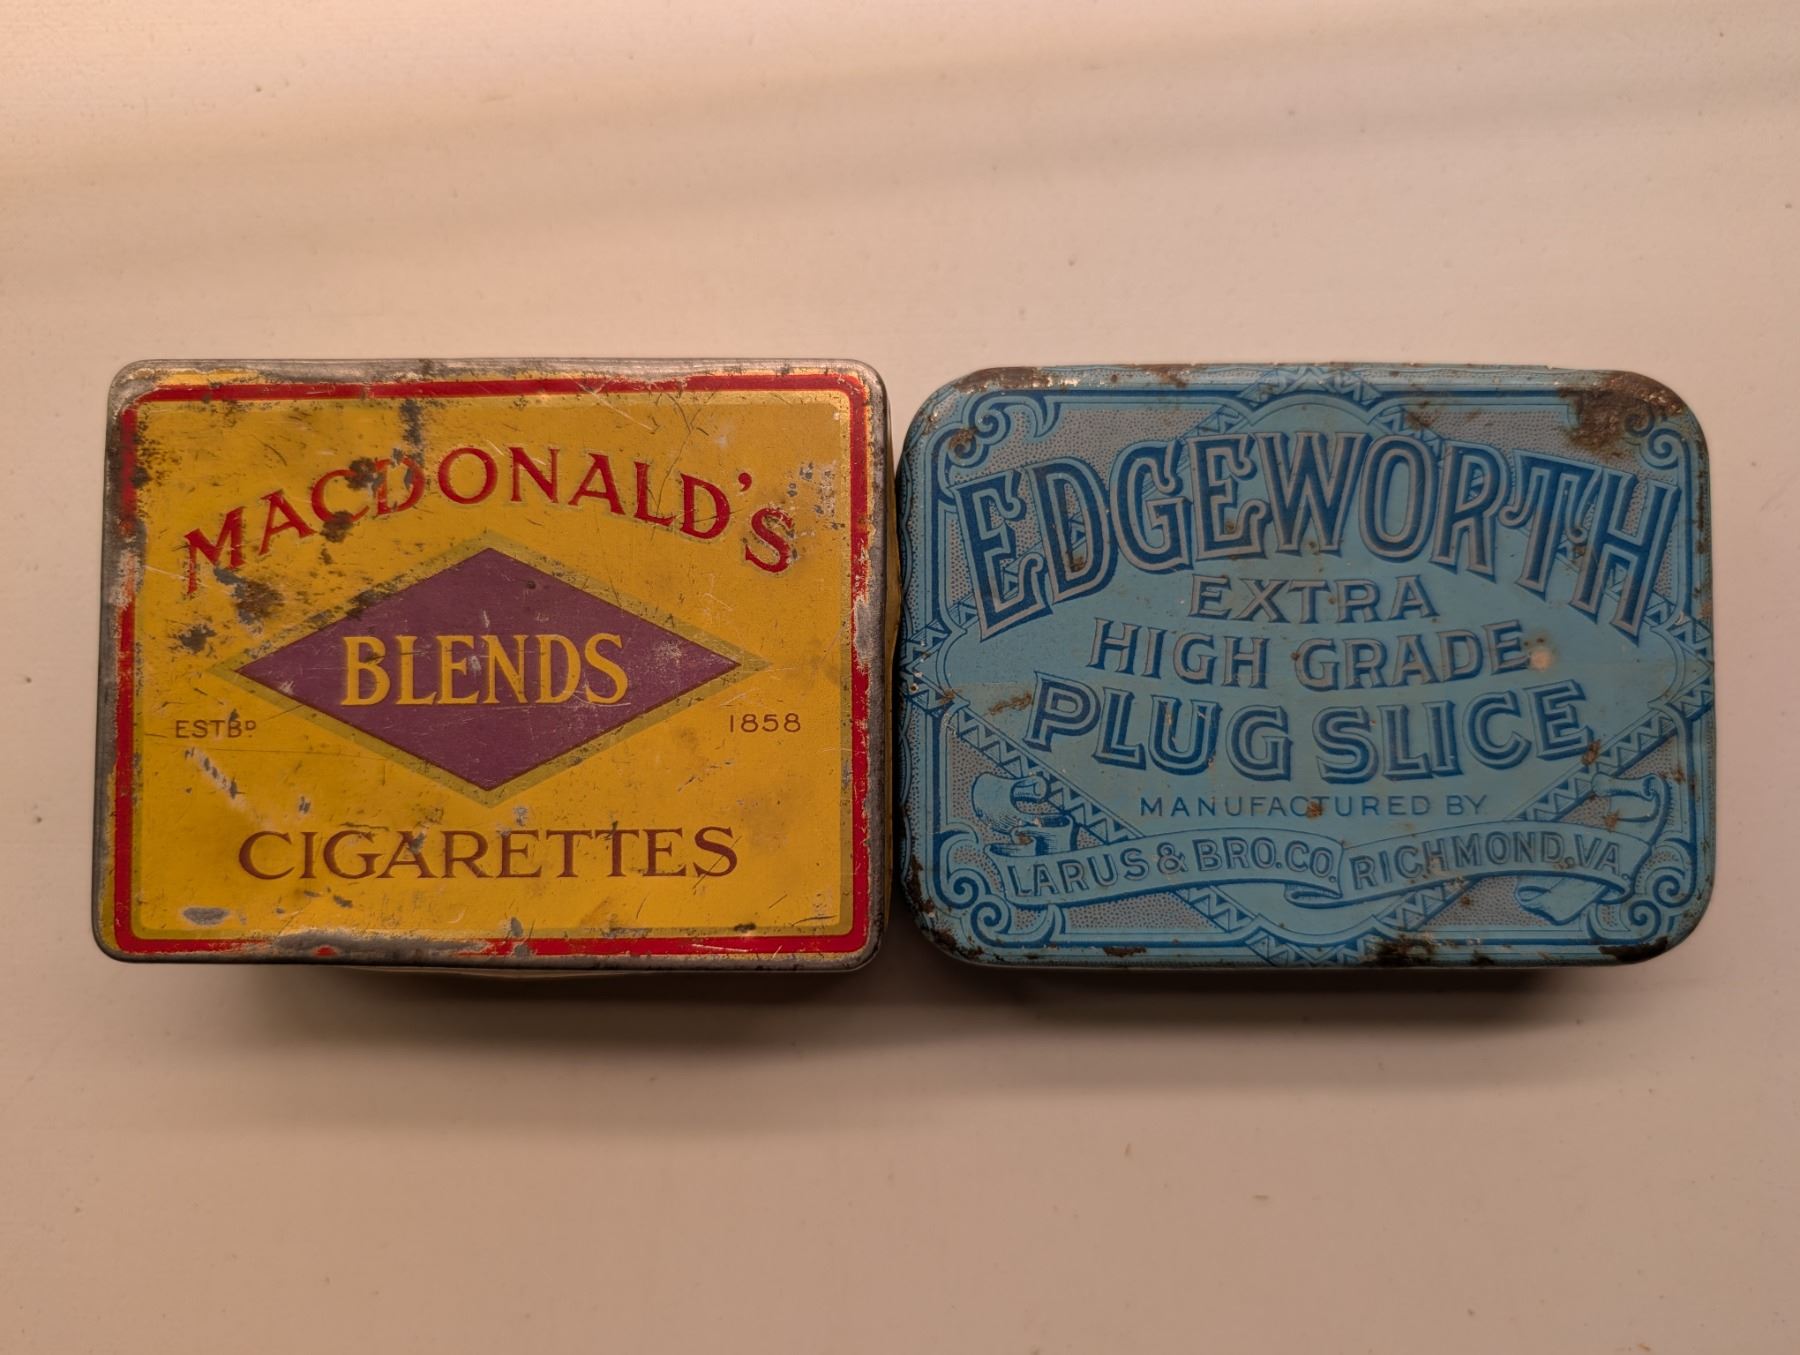 MACDONALD'S
BLENDS
ESTBD 1858
CIGARETTES
EDGEWORTH
EXTRA
HIGH GRADE
PLUG SLICE
MANUFACTURED BY
LARUS & BRO. CO. RICHMOND, VA.